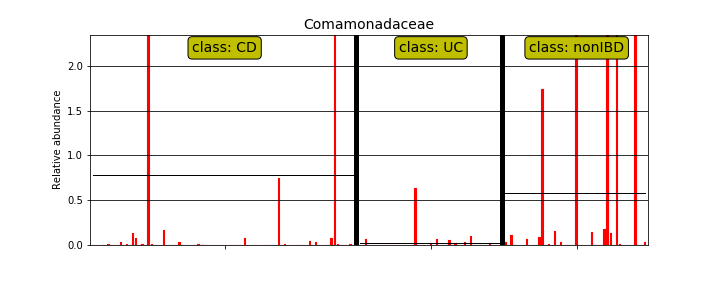 Comamonadaceae
class: CD
class: UC
class: nonIBD
Relative abundance
2.0
1.5
1.0
0.5
0.0